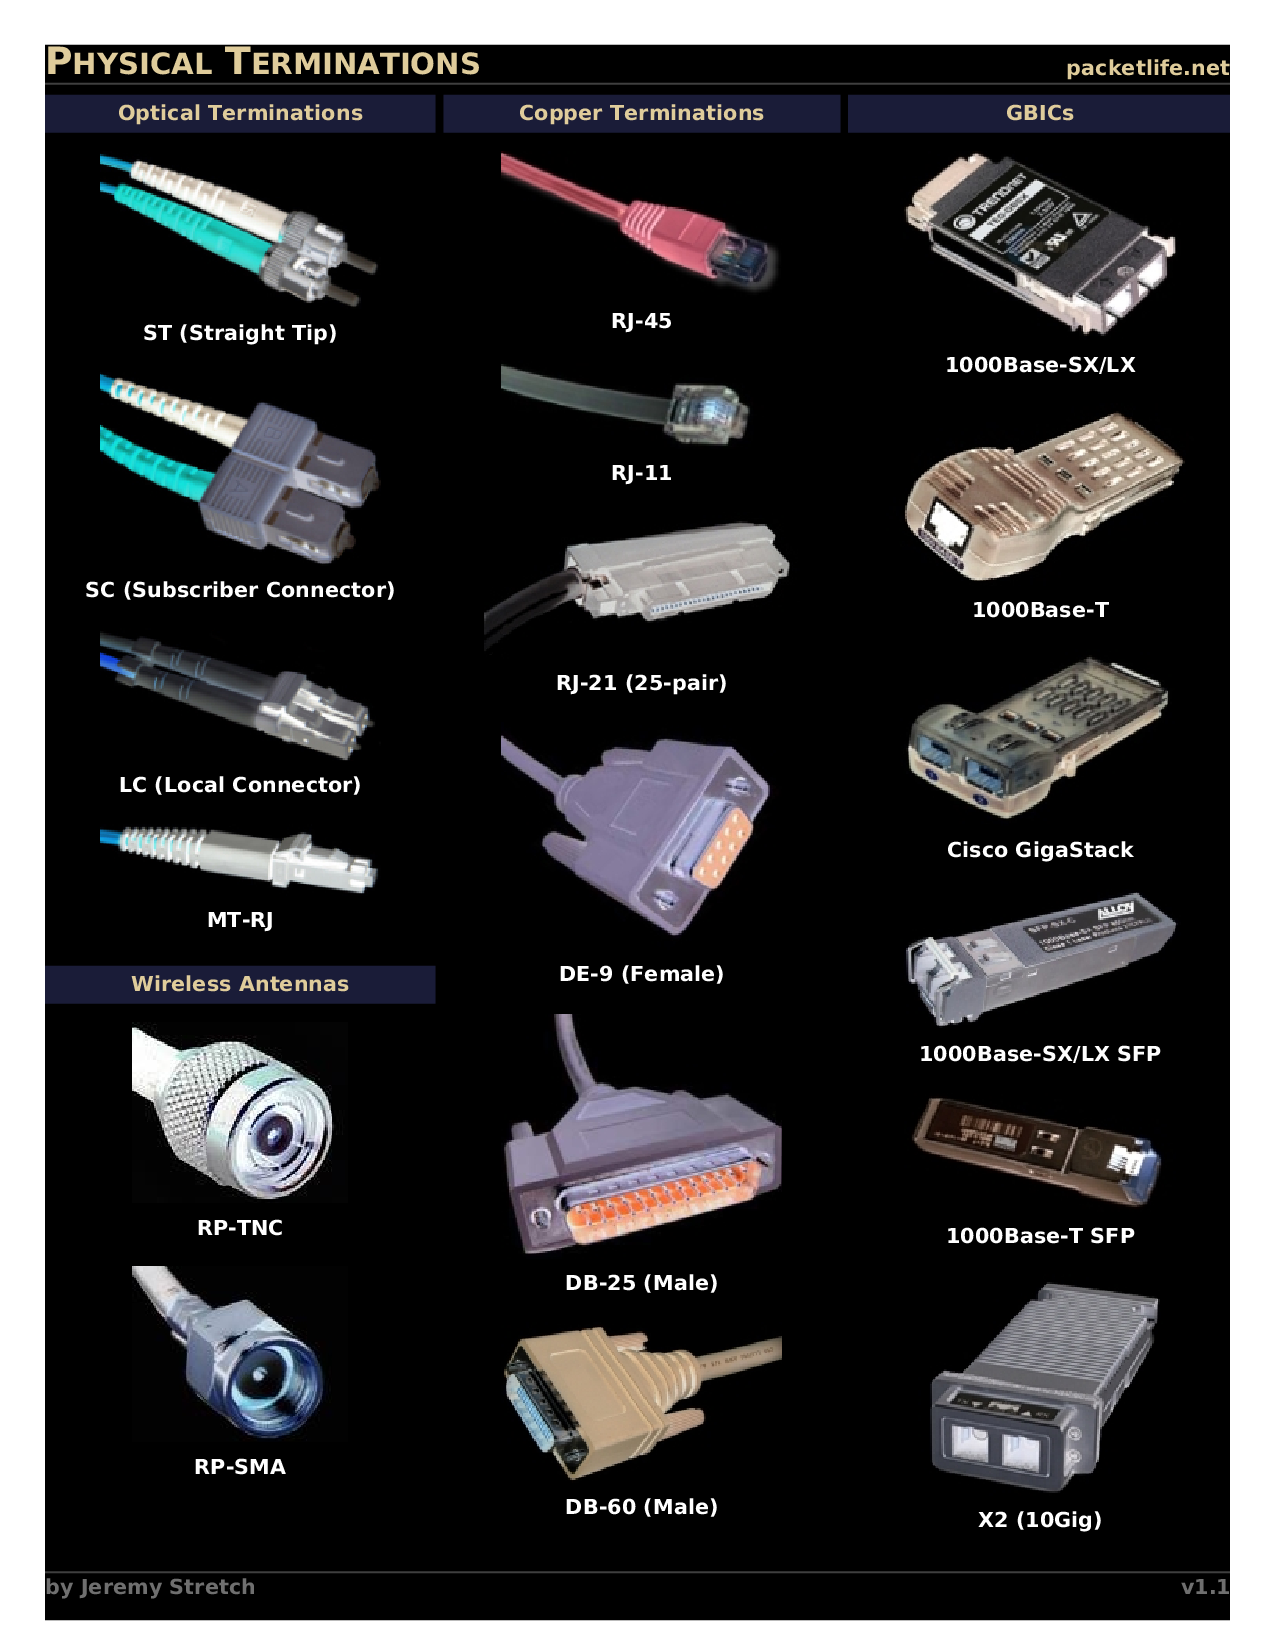 PHYSICAL TERMINATIONS
packetlife.net
Optical Terminations
ST (Straight Tip)
SC (Subscriber Connector)
LC (Local Connector)
MT-RJ
Wireless Antennas
RP-TNC
RP-SMA
Copper Terminations
RJ-45
RJ-11
RJ-21 (25-pair)
DE-9 (Female)
DB-25 (Male)
DB-60 (Male)
GBICs
TRENDNET
1000Base-SX/LX
1000Base-T
Cisco GigaStack
ALLOY
1000Base-SX/LX SFP
1000Base-T SFP
X2 (10Gig)
by Jeremy Stretch
v1.1